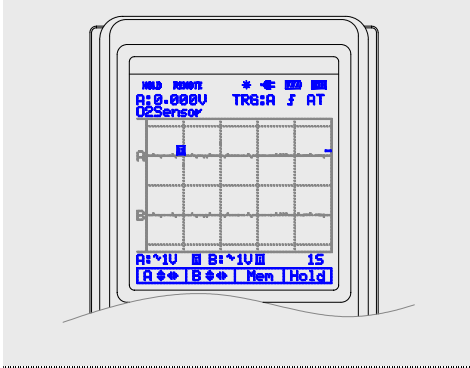 HOLD REMOTE
A:0.000V TRG:A AT
O2Sensor
A
B
A:~1V B:~1V 1S
A B Mem Hold